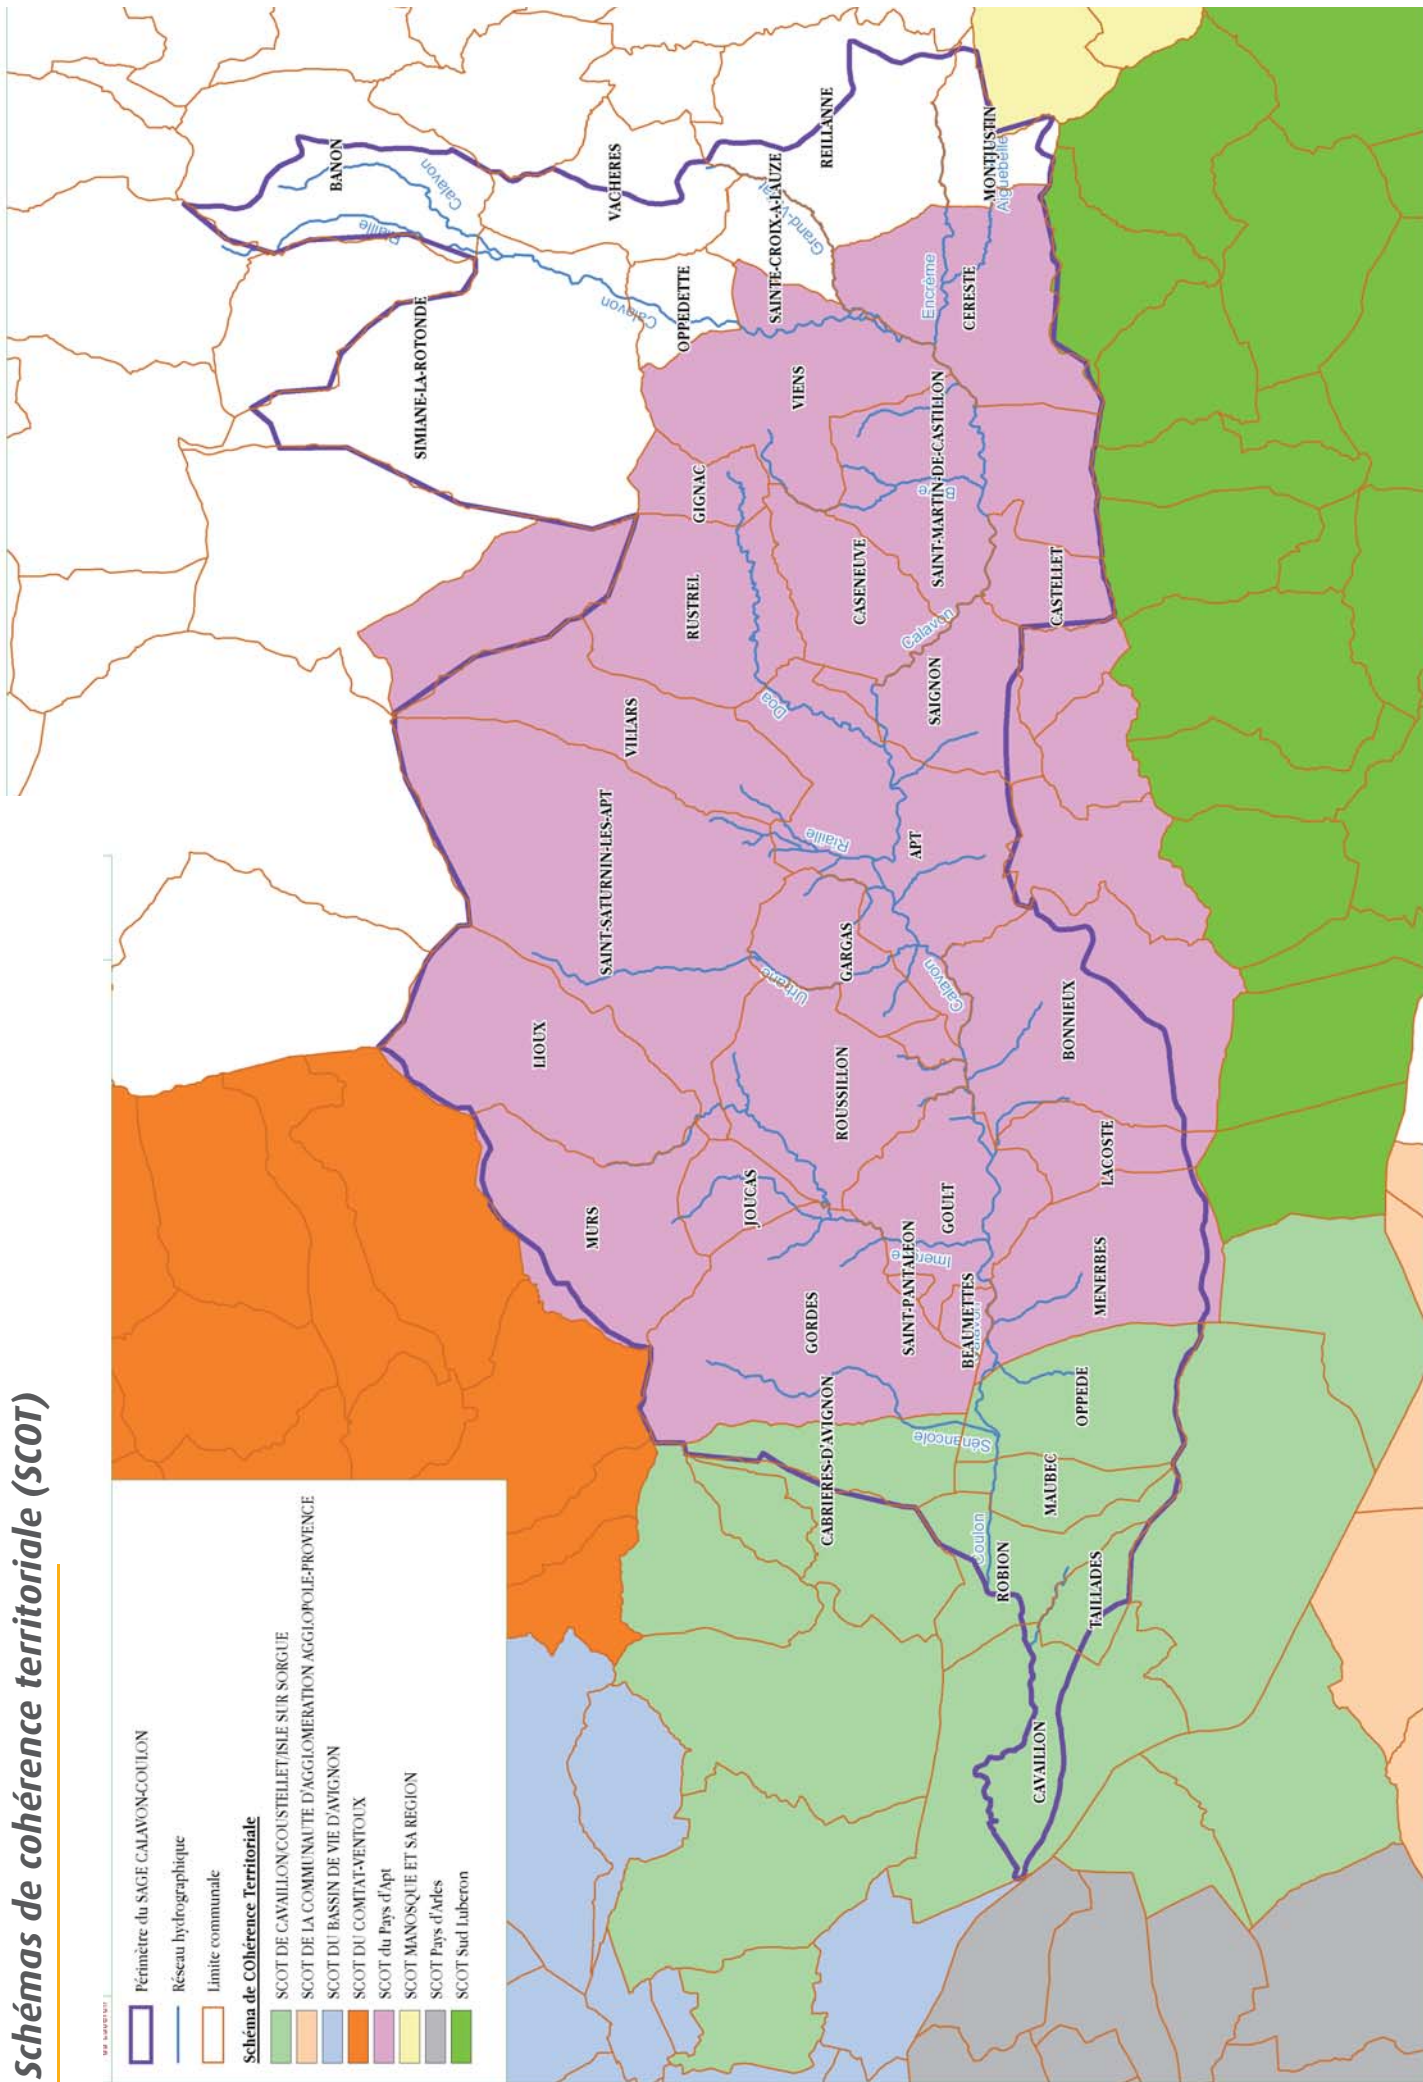 Schémas de cohérence territoriale (SCOT)
Périmètre du SAGE CALAVON-COULON
Réseau hydrographique
Limite communale
Schéma de COhérence Territoriale
SCOT DE CAVAILLON/COUSTELLET/ISLE SUR SORGUE
SCOT DE LA COMMUNAUTE D'AGGLOMERATION AGGLOPOLE-PROVENCE
SCOT DU BASSIN DE VIE D'AVIGNON
SCOT DU COMTAT-VENTOUX
SCOT du Pays d'Apt
SCOT MANOSQUE ET SA REGION
SCOT Pays d'Arles
SCOT Sud Luberon
BANON
Calavon
Riaille
SIMIANE-LA-ROTONDE
VACHERES
Calavon
OPPEDETTE
REILLANNE
SAINTE-CROIX-A-LAUZE
MONTJUSTIN
Aiguebelle
Encrême
CERESTE
VIENS
GIGNAC
RUSTREL
CASENEUVE
SAINT-MARTIN-DE-CASTILLON
CASTELLET
Calavon
SAIGNON
Doa
VILLARS
SAINT-SATURNIN-LES-APT
Riaille
APT
GARGAS
Urbane
Calavon
LIOUX
ROUSSILLON
BONNIEUX
MURS
JOUCAS
GOULT
LACOSTE
GORDES
SAINT-PANTALEON
BEAUMETTES
MENERBES
CABRIERES-D'AVIGNON
Sénancole
OPPEDE
MAUBEC
Coulon
ROBION
TAILLADES
CAVAILLON